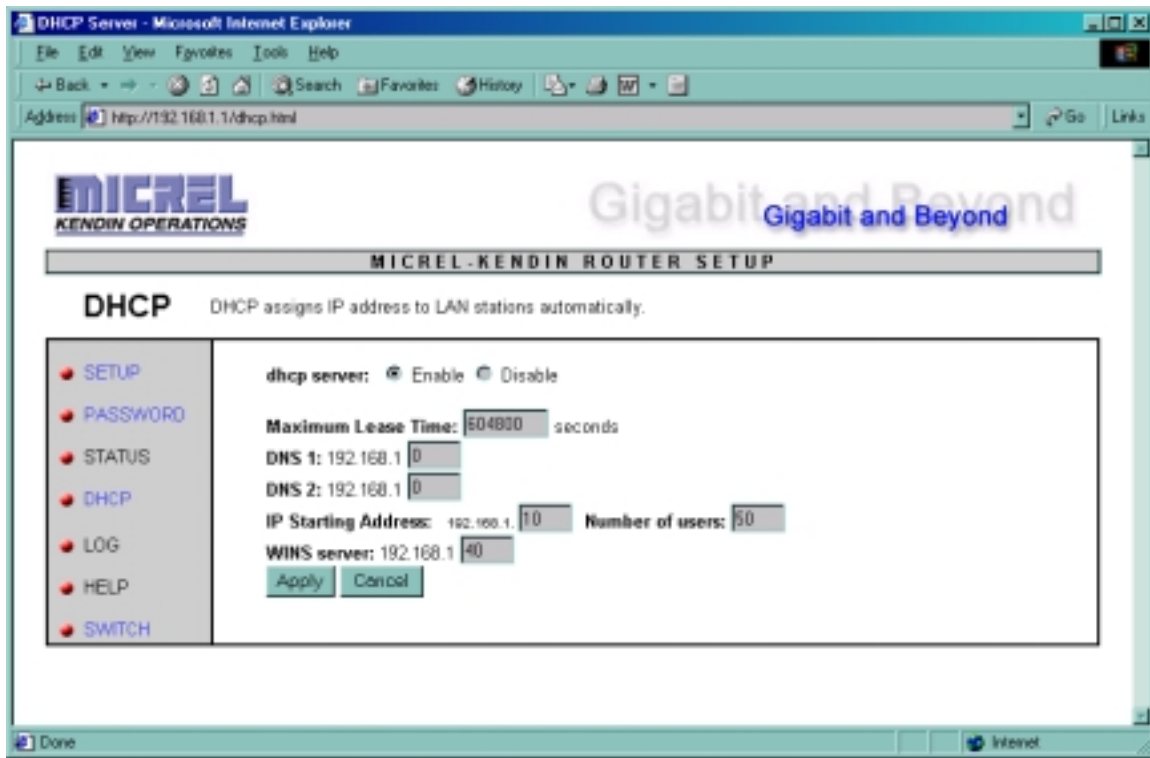 DHCP Server - Microsoft Internet Explorer
File Edit View Favorites Tools Help
Back Search Favorites History
Address http://192.168.1.1/dhcp.html Go Links
MICREL
KENDIN OPERATIONS
Gigabit and Beyond
Gigabit and Beyond
MICREL-KENDIN ROUTER SETUP
DHCP DHCP assigns IP address to LAN stations automatically.
SETUP
PASSWORD
STATUS
DHCP
LOG
HELP
SWITCH
dhcp server: Enable Disable
Maximum Lease Time: 604800 seconds
DNS 1: 192.168.1 0
DNS 2: 192.168.1 0
IP Starting Address: 192.168.1. 10 Number of users: 50
WINS server: 192.168.1 40
Apply Cancel
Done Internet